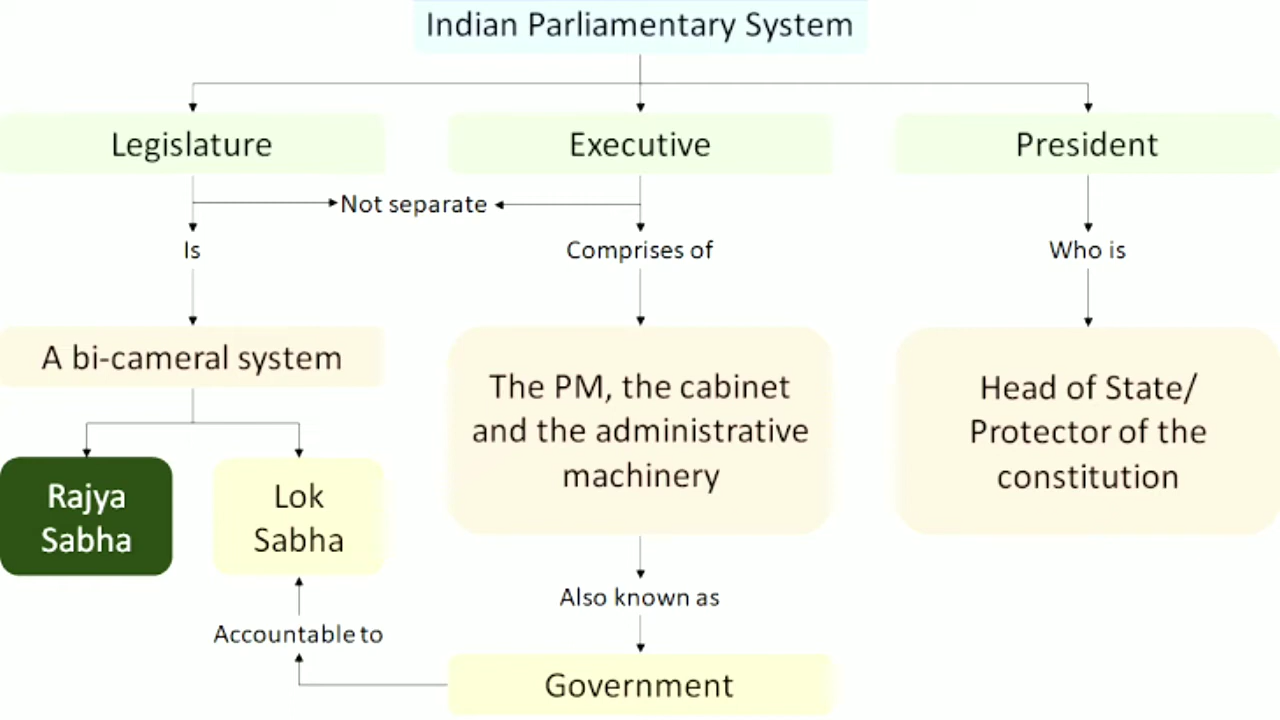 Indian Parliamentary System
Legislature
Executive
President
Not separate
Is
Comprises of
Who is
A bi-cameral system
The PM, the cabinet
and the administrative
machinery
Head of State/
Protector of the
constitution
Rajya
Sabha
Lok
Sabha
Also known as
Accountable to
Government